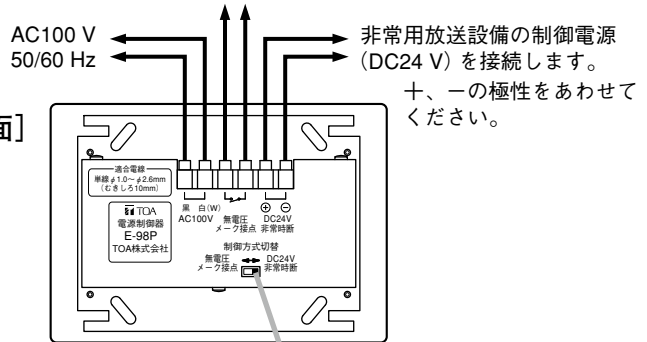 AC100 V
50/60 Hz
非常用放送設備の制御電源
（DC24 V）を接続します。
＋、－の極性をあわせて
ください。
面］
適合電線
単線φ1.0～φ2.6mm
（むきしろ10mm）
TOA
電源制御器
E-98P
TOA株式会社
黒 白(W)
AC100V
無電圧
メーク接点
⊕ ⊖
DC24V
非常時断
制御方式切替
無電圧
メーク接点
DC24V
非常時断